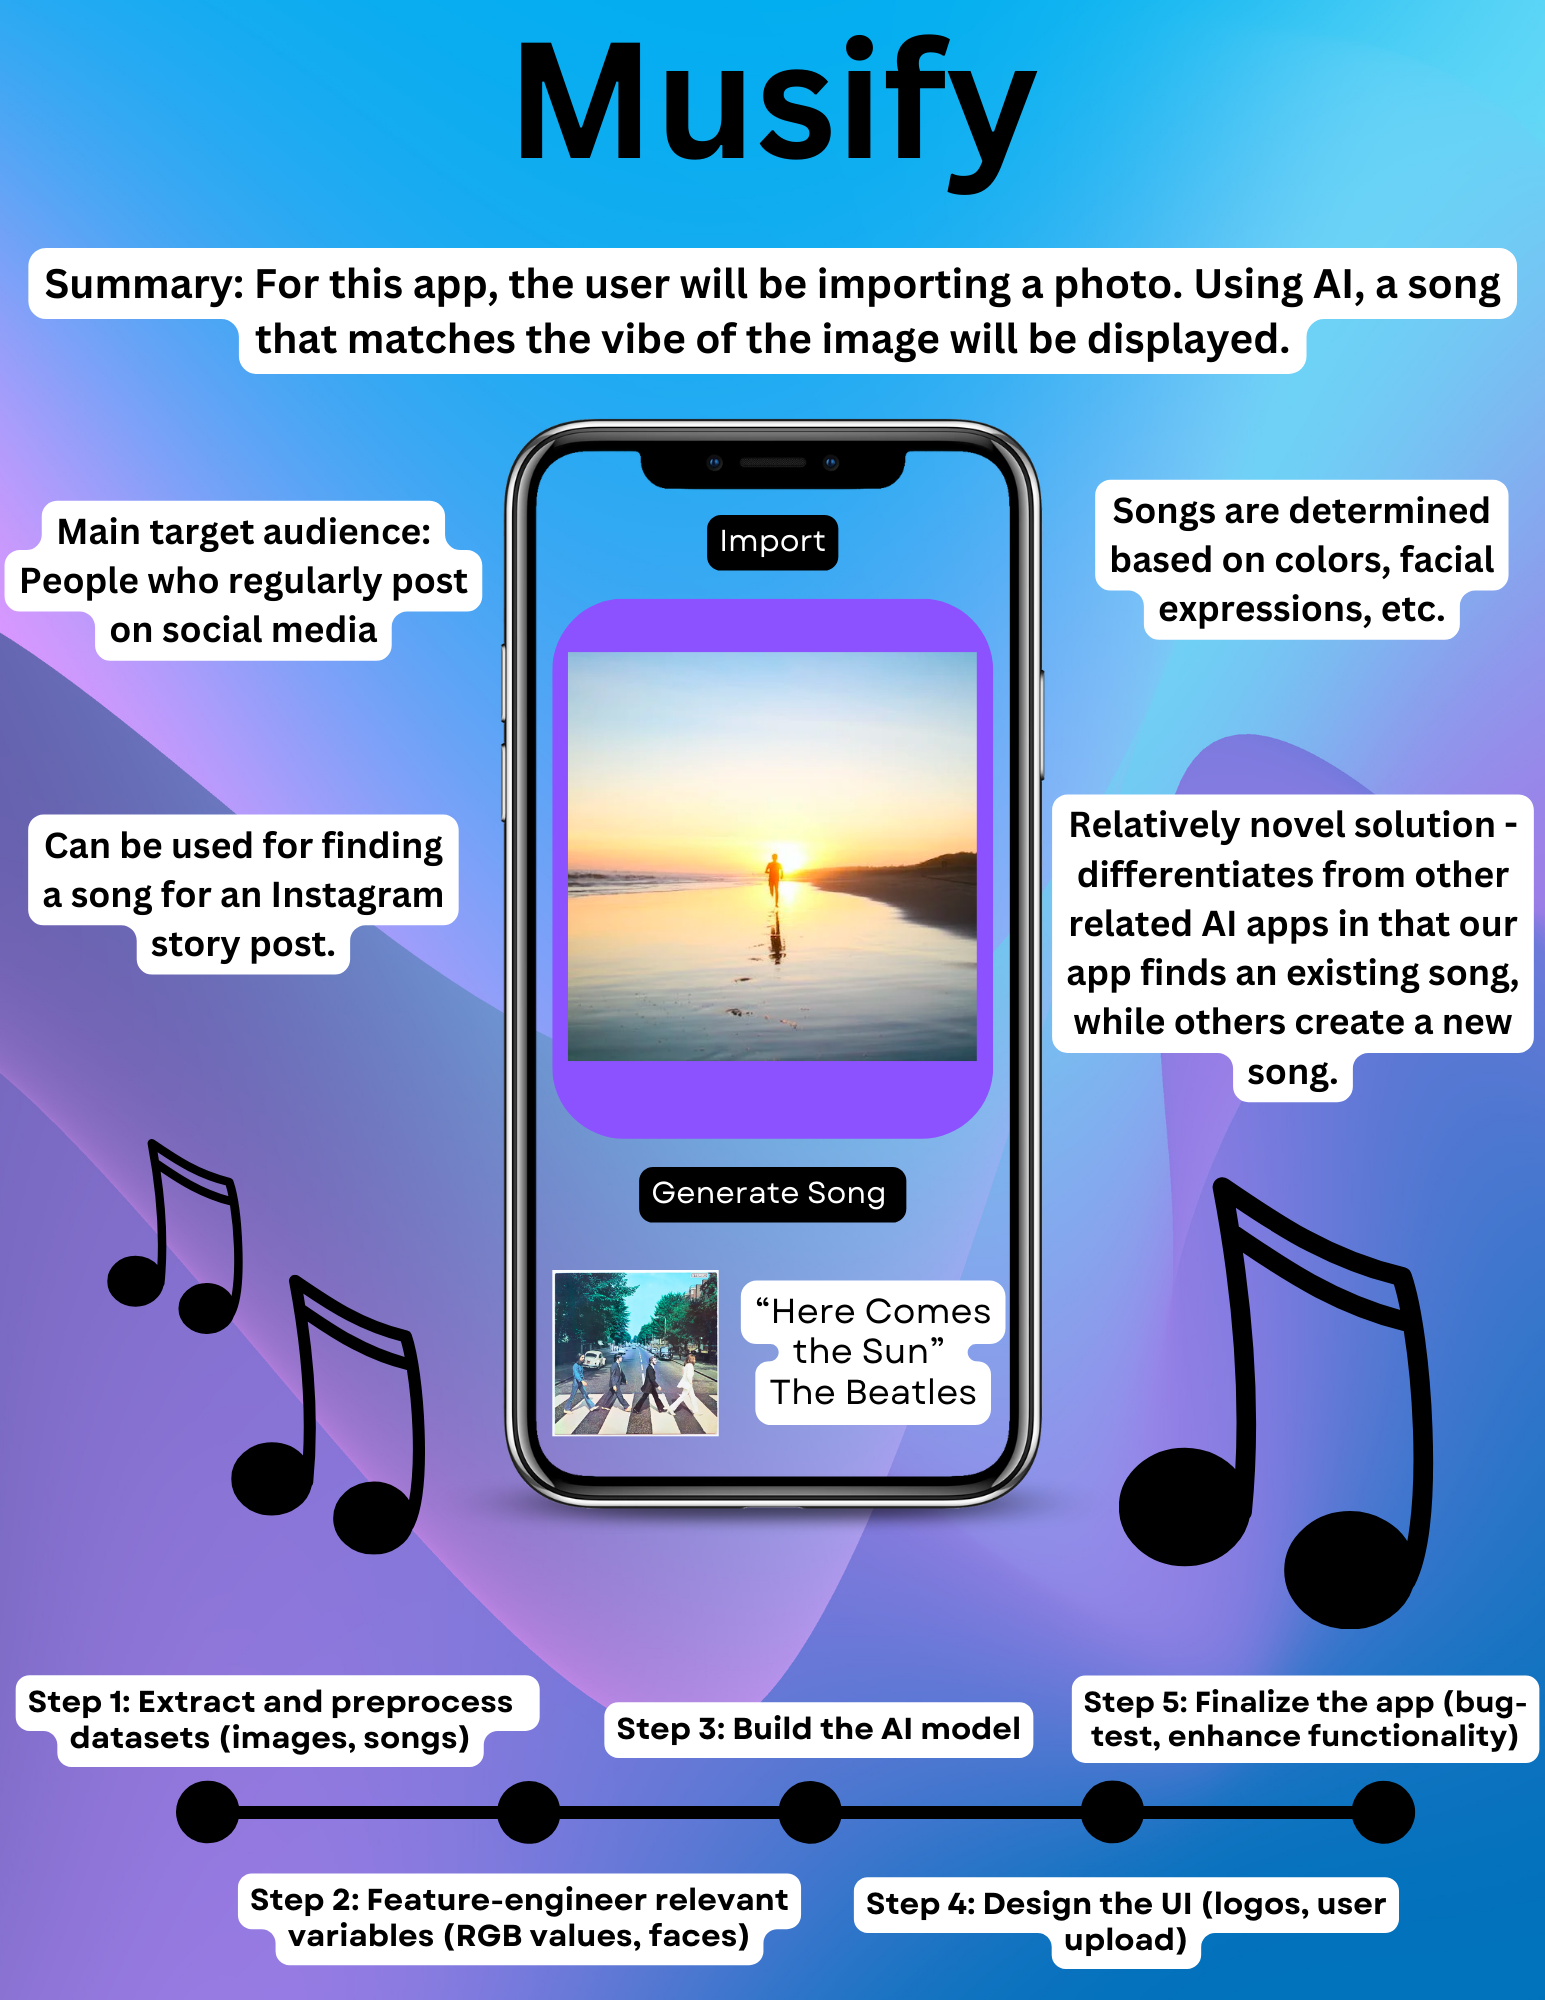 Musify
Summary: For this app, the user will be importing a photo. Using AI, a song
that matches the vibe of the image will be displayed.
Main target audience:
People who regularly post
on social media
Can be used for finding
a song for an Instagram
story post.
Import
Generate Song
“Here Comes
the Sun”
The Beatles
Songs are determined
based on colors, facial
expressions, etc.
Relatively novel solution -
differentiates from other
related AI apps in that our
app finds an existing song,
while others create a new
song.
Step 1: Extract and preprocess
datasets (images, songs)
Step 2: Feature-engineer relevant
variables (RGB values, faces)
Step 3: Build the AI model
Step 4: Design the UI (logos, user
upload)
Step 5: Finalize the app (bug-
test, enhance functionality)